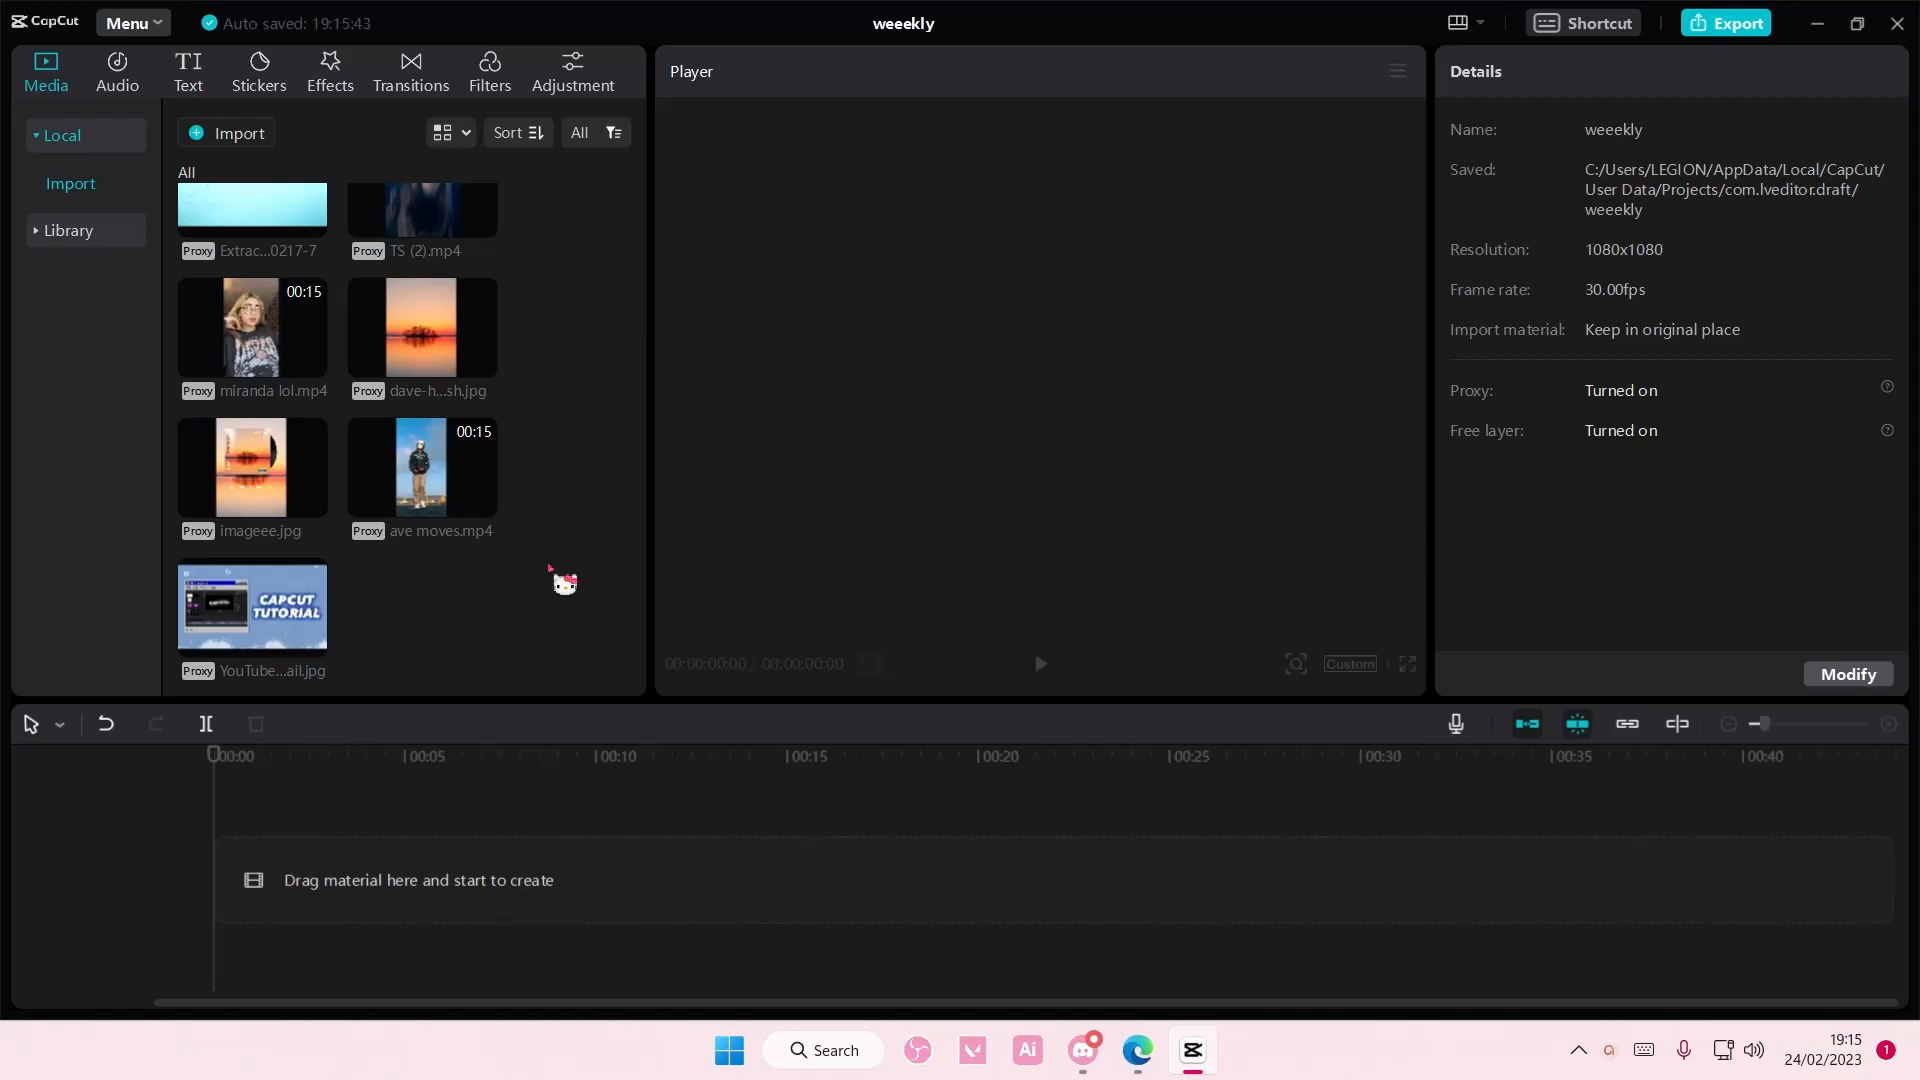 CapCut
Menu
Auto saved: 19:15:43
weeekly
Shortcut
Export
Media
Audio
TI
Text
Stickers
Effects
Transitions
Filters
Adjustment
Local
Import
Library
Import
Sort
All
All
Proxy Extrac...0217-7
Proxy TS (2).mp4
00:15
Proxy miranda lol.mp4
Proxy dave-h...sh.jpg
00:15
Proxy imageee.jpg
Proxy ave moves.mp4
CAPCUT
TUTORIAL
Proxy YouTube...ail.jpg
Player
00:00:00:00 / 00:00:00:00
Custom
Details
Name: weeekly
Saved: C:/Users/LEGION/AppData/Local/CapCut/
User Data/Projects/com.lveditor.draft/
weeekly
Resolution: 1080x1080
Frame rate: 30.00fps
Import material: Keep in original place
Proxy: Turned on
Free layer: Turned on
Modify
00:00
00:05
00:10
00:15
00:20
00:25
00:30
00:35
00:40
Drag material here and start to create
Search
Ai
19:15
24/02/2023
1